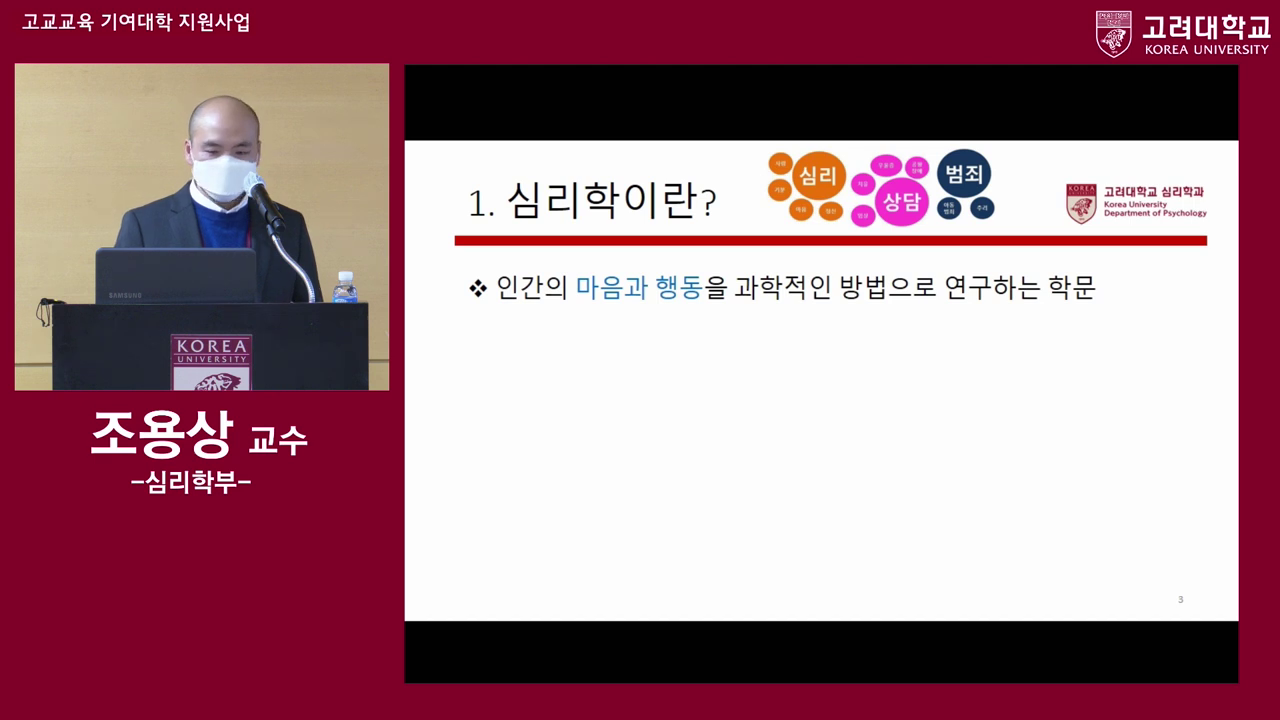 고교교육 기여대학 지원사업
고려대학교
KOREA UNIVERSITY
1. 심리학이란?
심리
상담
범죄
KOREA
고려대학교 심리학과
Korea University
Department of Psychology
❖ 인간의 마음과 행동을 과학적인 방법으로 연구하는 학문
3
SAMSUNG
KOREA
UNIVERSITY
조용상 교수
-심리학부-